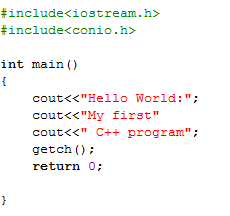 #include<iostream.h>
#include<conio.h>
int main()
{
cout<<"Hello World:";
cout<<"My first"
cout<<" C++ program";
getch();
return 0;
}